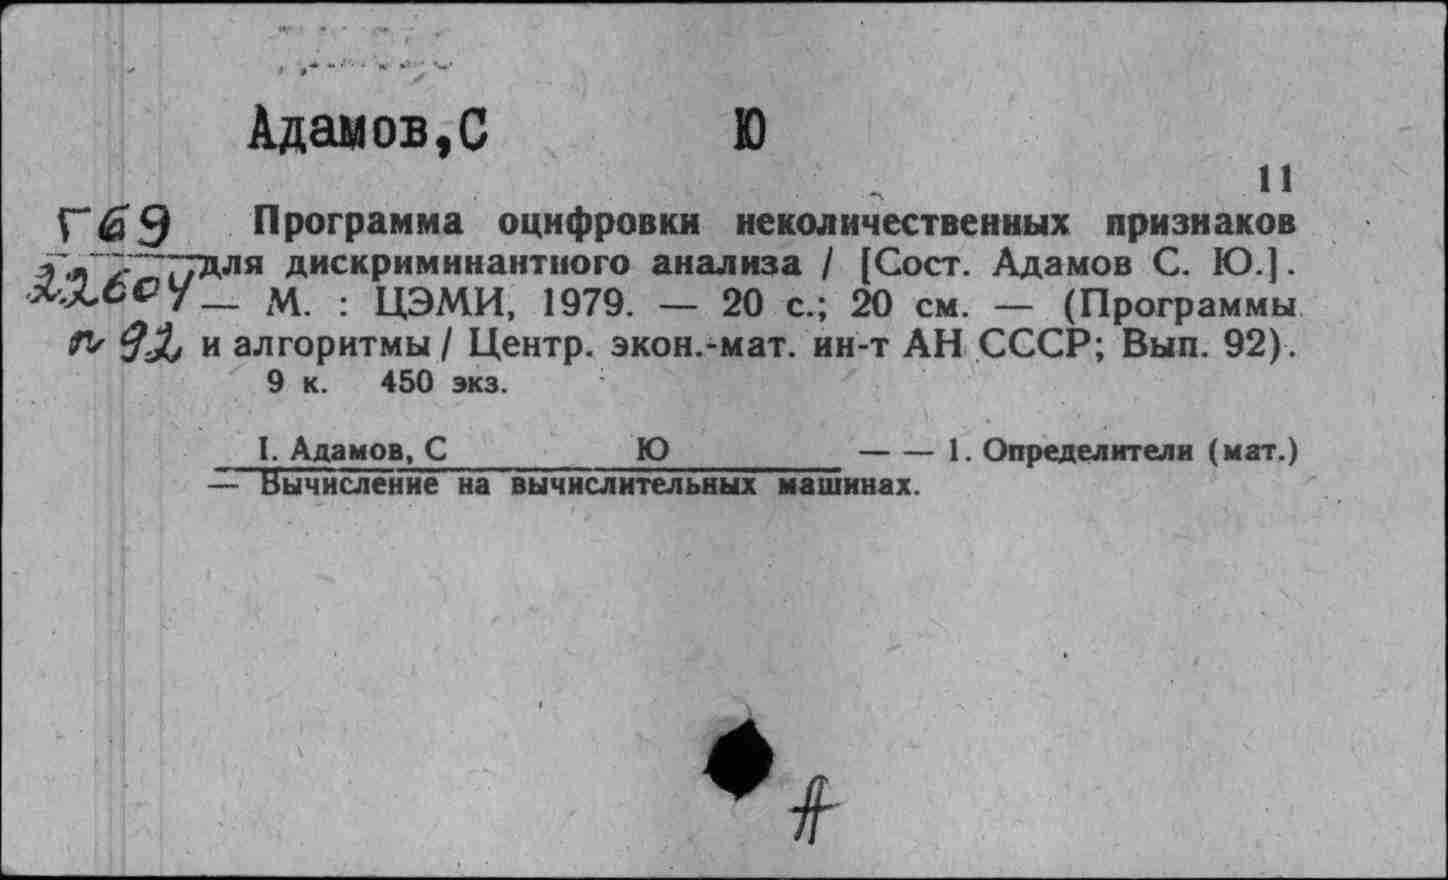 Адамов,С Ю
11
Г69 Программа оцифровки неколичественных признаков
для дискриминантного анализа / [Сост. Адамов С. Ю.].
— М. : ЦЭМИ, 1979. — 20 с.; 20 см. — (Программы
92 и алгоритмы / Центр. экон.-мат. ин-т АН СССР; Вып. 92).
9 к. 450 экз.
I. Адамов, С Ю — — 1. Определители (мат.)
— Вычисление на вычислительных машинах.